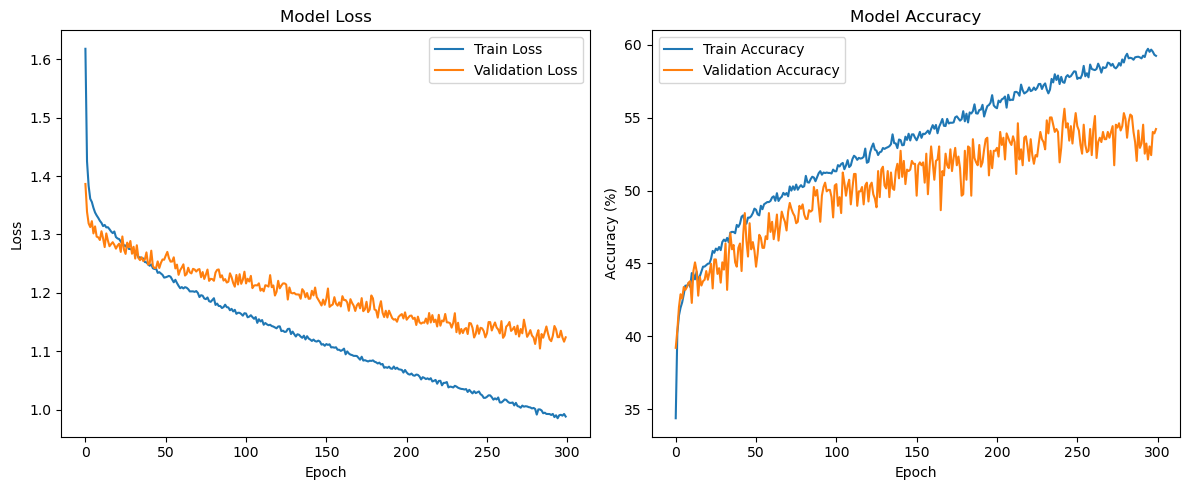 Model Loss
Train Loss
Validation Loss
Loss
1.6
1.5
1.4
1.3
1.2
1.1
1.0
0 50 100 150 200 250 300
Epoch
Model Accuracy
Train Accuracy
Validation Accuracy
Accuracy (%)
60
55
50
45
40
35
0 50 100 150 200 250 300
Epoch